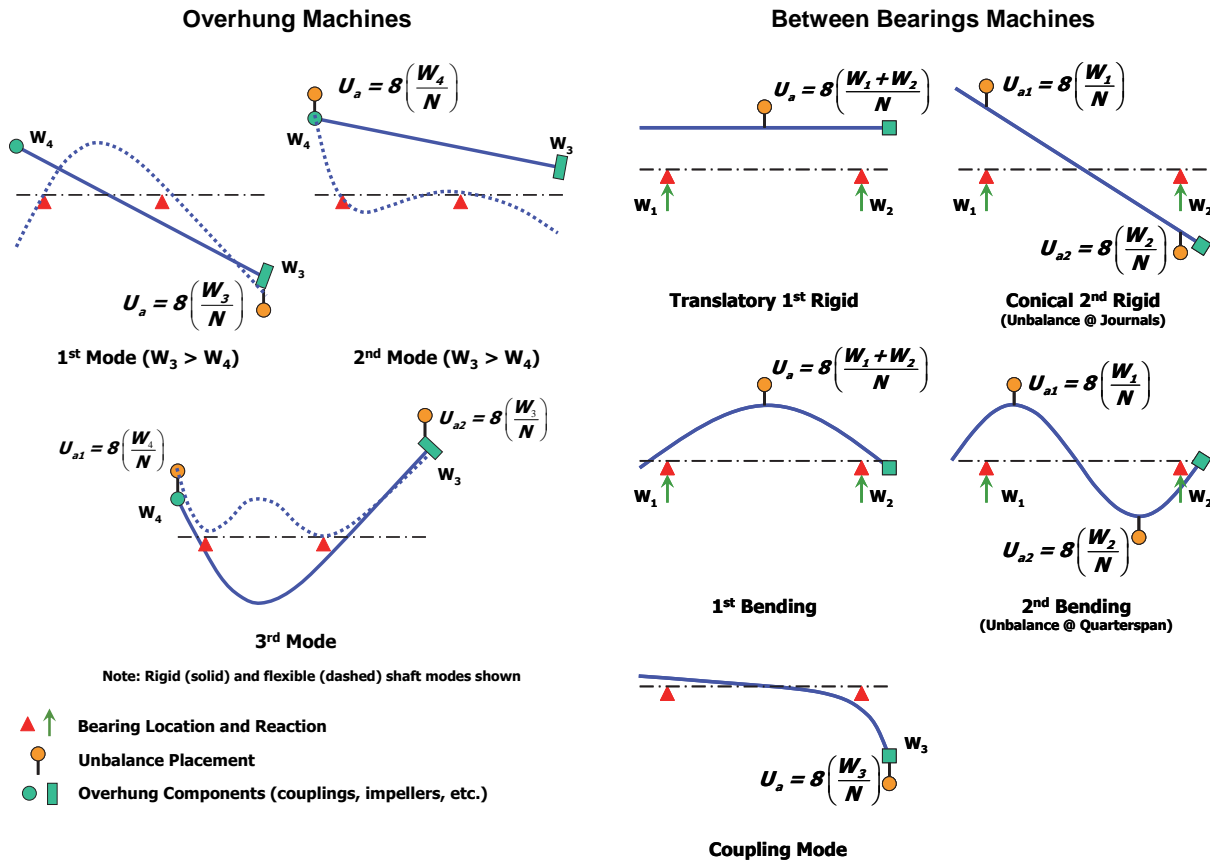 Overhung Machines
U_a = 8(W_4/N)
W_4
W_4
W_3
W_3
U_a = 8(W_3/N)
1st Mode (W_3 > W_4)
2nd Mode (W_3 > W_4)
U_a2 = 8(W_3/N)
U_a1 = 8(W_4/N)
W_3
W_4
3rd Mode
Note: Rigid (solid) and flexible (dashed) shaft modes shown
Bearing Location and Reaction
Unbalance Placement
Overhung Components (couplings, impellers, etc.)
Between Bearings Machines
U_a = 8(W_1 + W_2/N)
W_1
W_2
Translatory 1st Rigid
U_a1 = 8(W_1/N)
W_1
W_2
U_a2 = 8(W_2/N)
Conical 2nd Rigid
(Unbalance @ Journals)
U_a = 8(W_1 + W_2/N)
W_1
W_2
1st Bending
U_a1 = 8(W_1/N)
W_1
W_2
U_a2 = 8(W_2/N)
2nd Bending
(Unbalance @ Quarterspan)
W_3
U_a = 8(W_3/N)
Coupling Mode